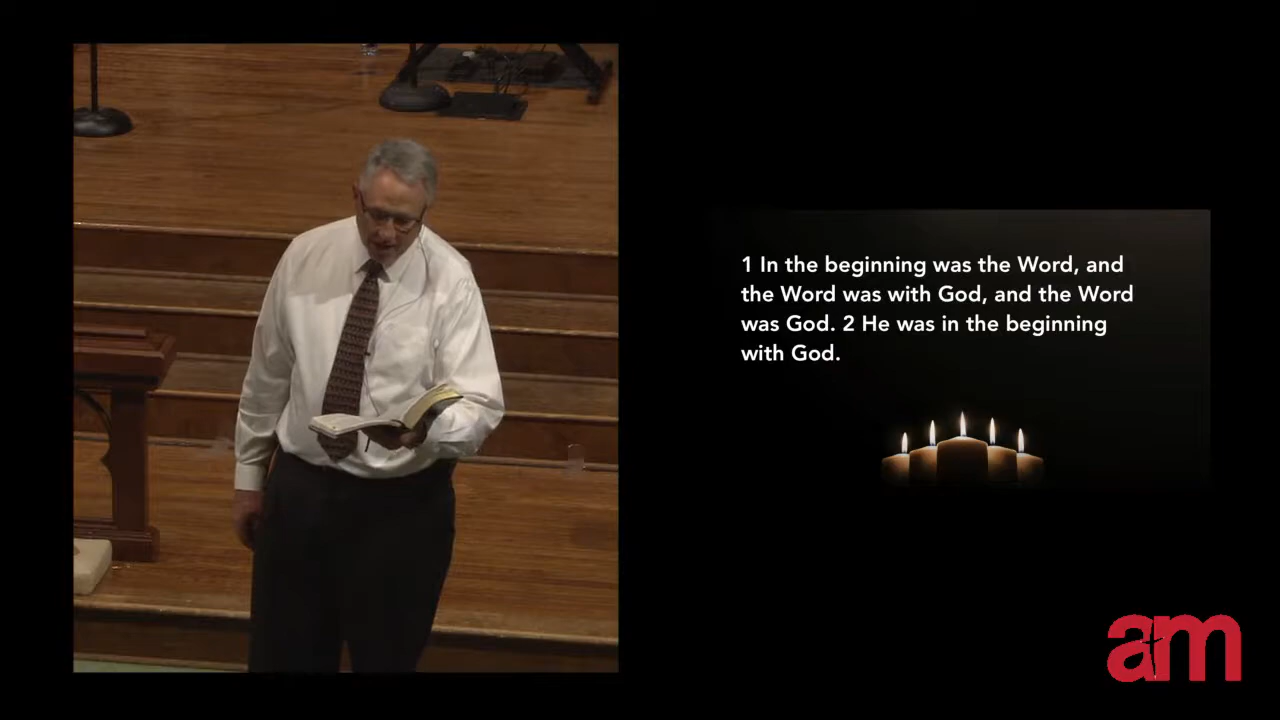 1 In the beginning was the Word, and
the Word was with God, and the Word
was God. 2 He was in the beginning
with God.
am